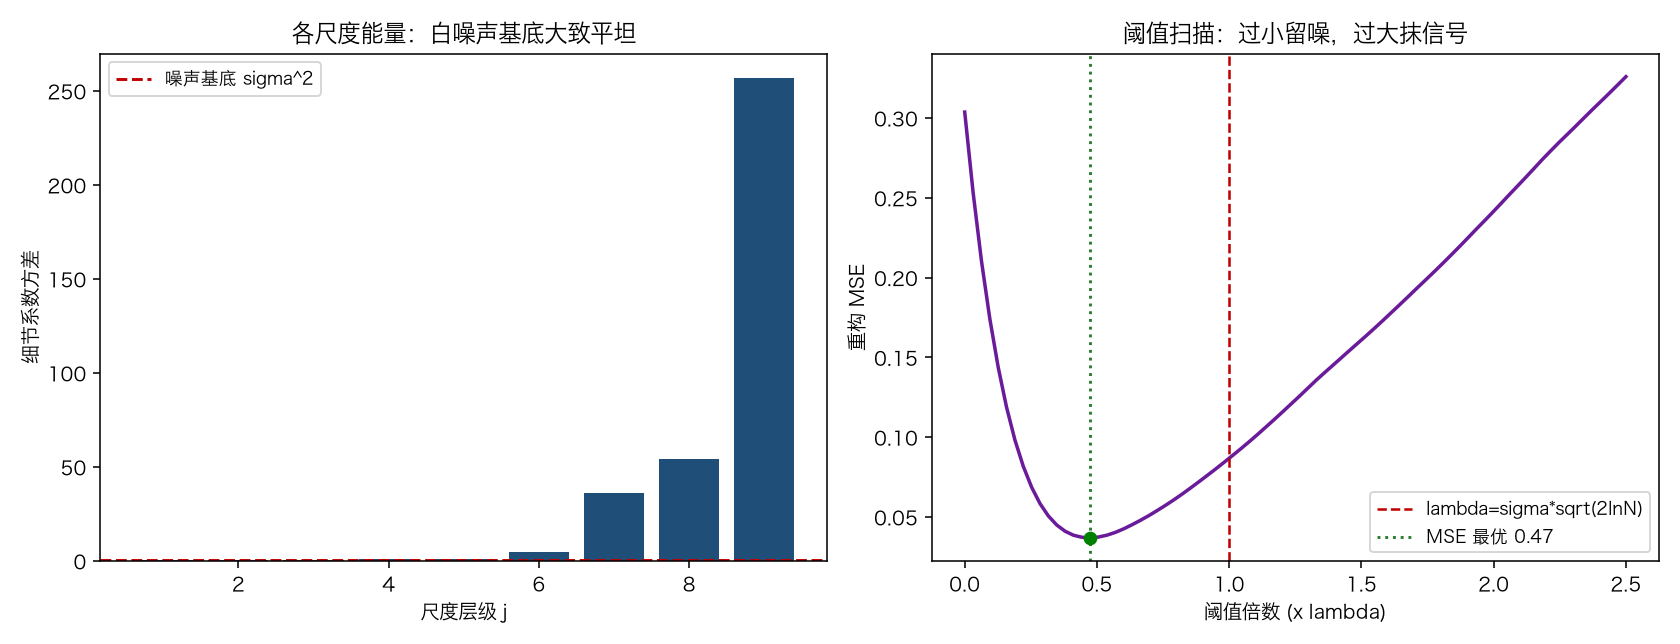 各尺度能量：白噪声基底大致平坦
噪声基底 sigma^2
细节系数方差
250
200
150
100
50
0
2
4
6
8
尺度层级 j
阈值扫描：过小留噪，过大抹信号
重构 MSE
0.30
0.25
0.20
0.15
0.10
0.05
lambda=sigma*sqrt(2lnN)
MSE 最优 0.47
0.0
0.5
1.0
1.5
2.0
2.5
阈值倍数 (x lambda)